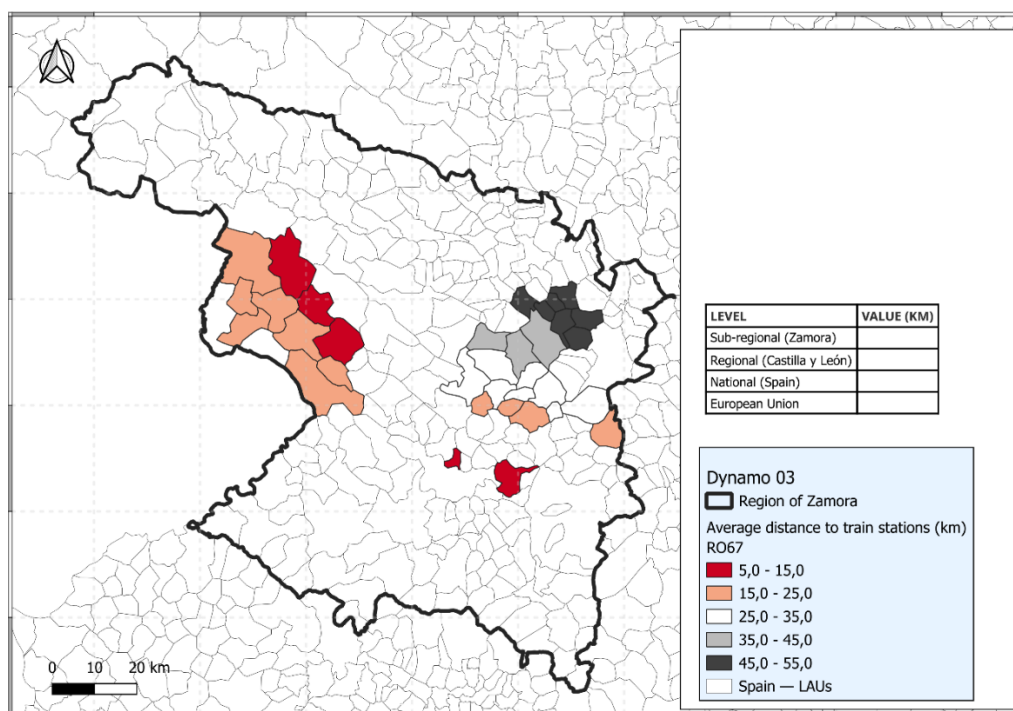 LEVEL VALUE (KM)
Sub-regional (Zamora)
Regional (Castilla y León)
National (Spain)
European Union
Dynamo 03
Region of Zamora
Average distance to train stations (km)
RO67
5,0 - 15,0
15,0 - 25,0
25,0 - 35,0
35,0 - 45,0
45,0 - 55,0
Spain — LAUs
0 10 20 km